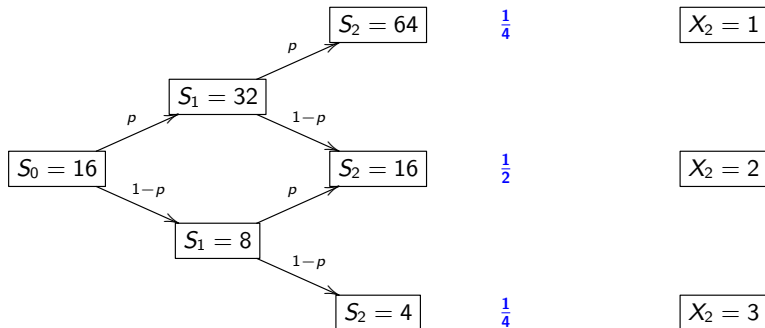 S₂ = 64 1/4 X₂ = 1
p
S₁ = 32
p 1−p
S₀ = 16 S₂ = 16 1/2 X₂ = 2
1−p p
S₁ = 8
1−p
S₂ = 4 1/4 X₂ = 3